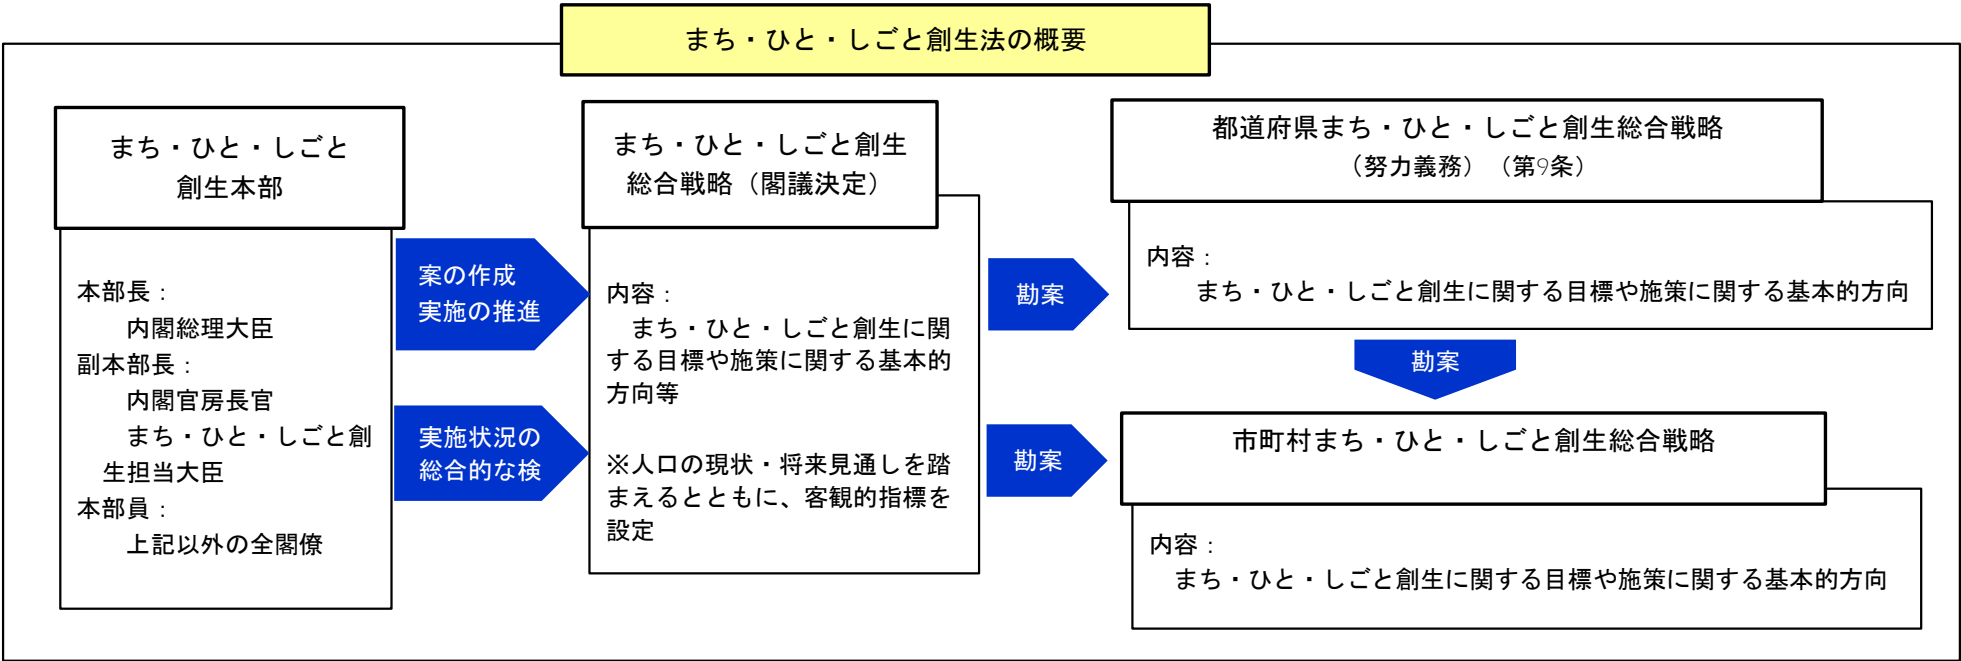 まち・ひと・しごと創生法の概要
まち・ひと・しごと
創生本部
本部長：
内閣総理大臣
副本部長：
内閣官房長官
まち・ひと・しごと創
生担当大臣
本部員：
上記以外の全閣僚
案の作成
実施の推進
実施状況の
総合的な検
まち・ひと・しごと創生
総合戦略（閣議決定）
内容：
まち・ひと・しごと創生に関
する目標や施策に関する基本的
方向等
※人口の現状・将来見通しを踏
まえるとともに、客観的指標を
設定
勘案
勘案
都道府県まち・ひと・しごと創生総合戦略
（努力義務）（第9条）
内容：
まち・ひと・しごと創生に関する目標や施策に関する基本的方向
勘案
市町村まち・ひと・しごと創生総合戦略
内容：
まち・ひと・しごと創生に関する目標や施策に関する基本的方向